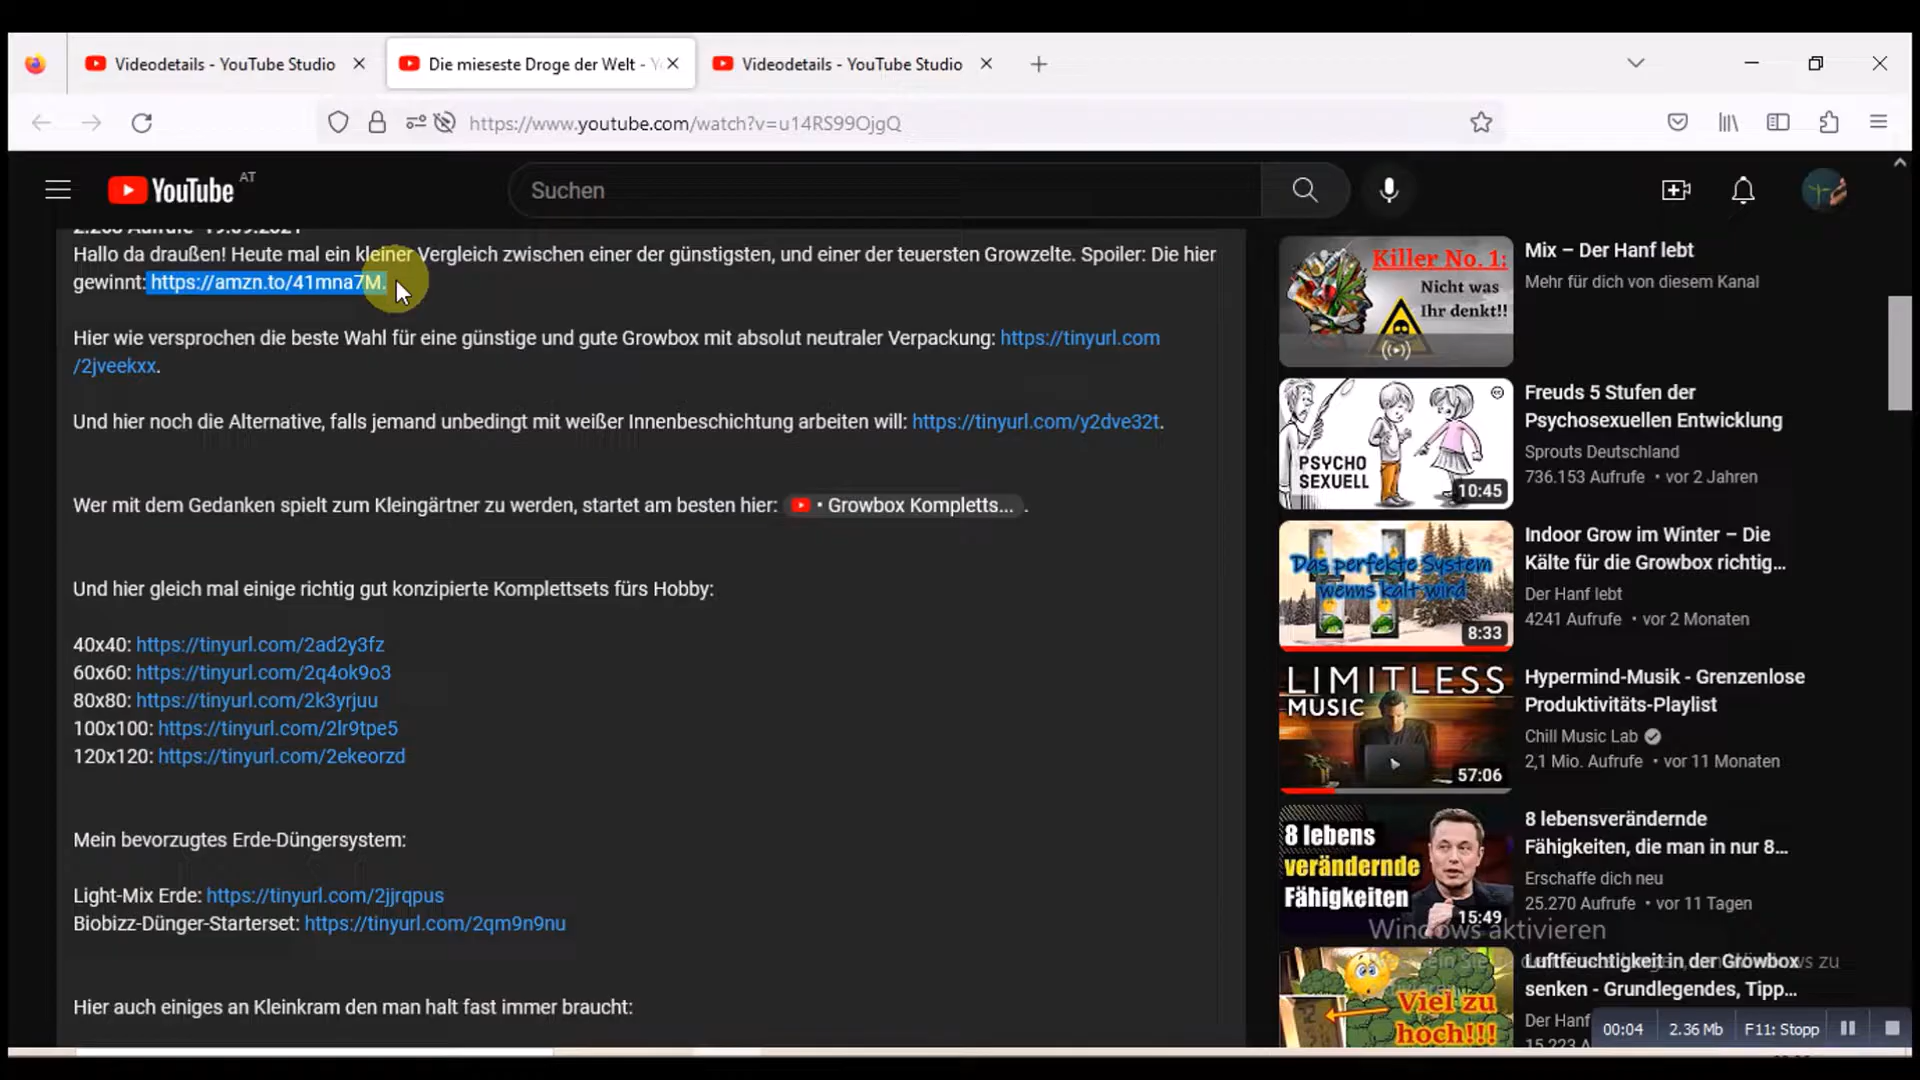 Videodetails - YouTube Studio
Die mieseste Droge der Welt - Y
Videodetails - YouTube Studio
https://www.youtube.com/watch?v=u14RS99OjgQ
YouTube AT
Suchen
2.268 Aufrufe 19.09.2021
Hallo da draußen! Heute mal ein kleiner Vergleich zwischen einer der günstigsten, und einer der teuersten Growzelte. Spoiler: Die hier
gewinnt: https://amzn.to/41mna7M.
Hier wie versprochen die beste Wahl für eine günstige und gute Growbox mit absolut neutraler Verpackung: https://tinyurl.com
/2jveekxx.
Und hier noch die Alternative, falls jemand unbedingt mit weißer Innenbeschichtung arbeiten will: https://tinyurl.com/y2dve32t.
Wer mit dem Gedanken spielt zum Kleingärtner zu werden, startet am besten hier: • Growbox Kompletts... .
Und hier gleich mal einige richtig gut konzipierte Komplettsets fürs Hobby:
40x40: https://tinyurl.com/2ad2y3fz
60x60: https://tinyurl.com/2q4ok9o3
80x80: https://tinyurl.com/2k3yrjuu
100x100: https://tinyurl.com/2lr9tpe5
120x120: https://tinyurl.com/2ekeorzd
Mein bevorzugtes Erde-Düngersystem:
Light-Mix Erde: https://tinyurl.com/2jjrqpus
Biobizz-Dünger-Starterset: https://tinyurl.com/2qm9n9nu
Hier auch einiges an Kleinkram den man halt fast immer braucht:
Killer No. 1:
Nicht was
Ihr denkt!!
Mix – Der Hanf lebt
Mehr für dich von diesem Kanal
PSYCHO
SEXUELL
10:45
Freuds 5 Stufen der
Psychosexuellen Entwicklung
Sprouts Deutschland
736.153 Aufrufe • vor 2 Jahren
Das perfekte System
wenns kalt wird
8:33
Indoor Grow im Winter – Die
Kälte für die Growbox richtig...
Der Hanf lebt
4241 Aufrufe • vor 2 Monaten
LIMITLESS
MUSIC
57:06
Hypermind-Musik - Grenzenlose
Produktivitäts-Playlist
Chill Music Lab
2,1 Mio. Aufrufe • vor 11 Monaten
8 lebens
verändernde
Fähigkeiten
15:49
8 lebensverändernde
Fähigkeiten, die man in nur 8...
Erschaffe dich neu
25.270 Aufrufe • vor 11 Tagen
Windows aktivieren
Viel zu
hoch!!!
Luftfeuchtigkeit in der Growbox
senken - Grundlegendes, Tipp...
Der Hanf
15.223 A
00:04 2.36 Mb F11: Stopp